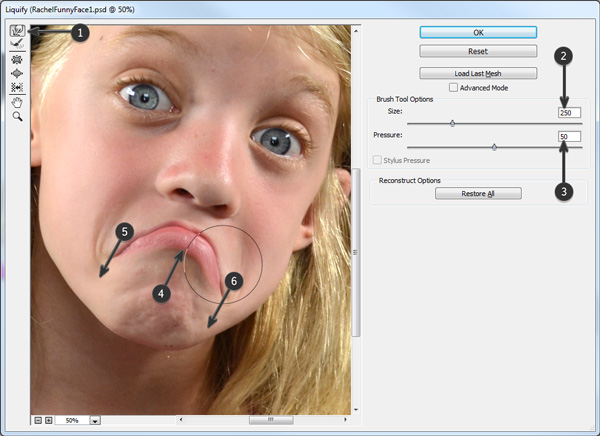 Liquify (RachelFunnyFace1.psd @ 50%)
1
OK
Reset
Load Last Mesh
Advanced Mode
2
Brush Tool Options
Size:
250
Pressure:
50
Stylus Pressure
3
Reconstruct Options
Restore All
5
4
6
50%